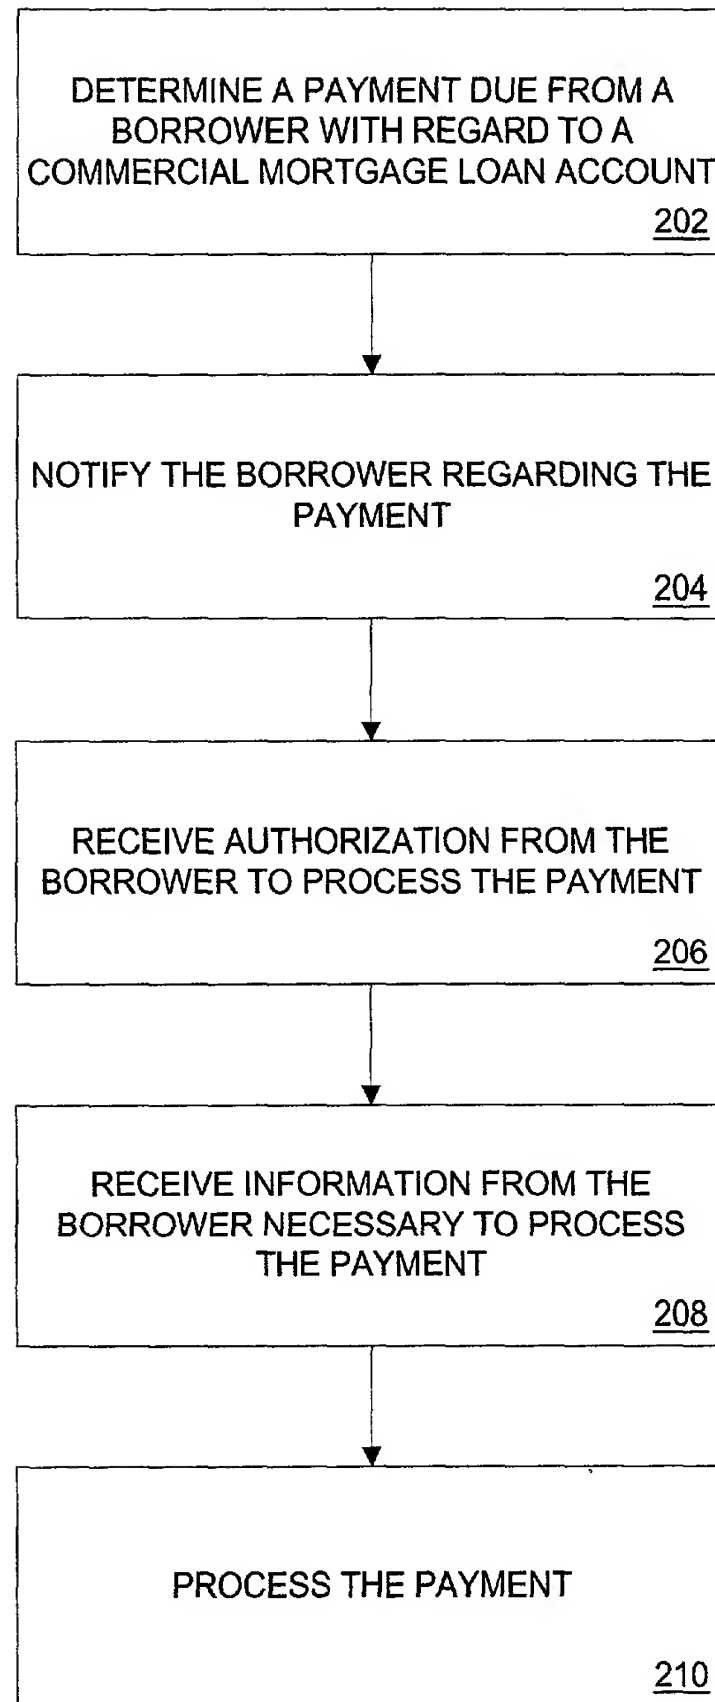 DETERMINE A PAYMENT DUE FROM A
BORROWER WITH REGARD TO A
COMMERCIAL MORTGAGE LOAN ACCOUNT
202
NOTIFY THE BORROWER REGARDING THE
PAYMENT
204
RECEIVE AUTHORIZATION FROM THE
BORROWER TO PROCESS THE PAYMENT
206
RECEIVE INFORMATION FROM THE
BORROWER NECESSARY TO PROCESS
THE PAYMENT
208
PROCESS THE PAYMENT
210